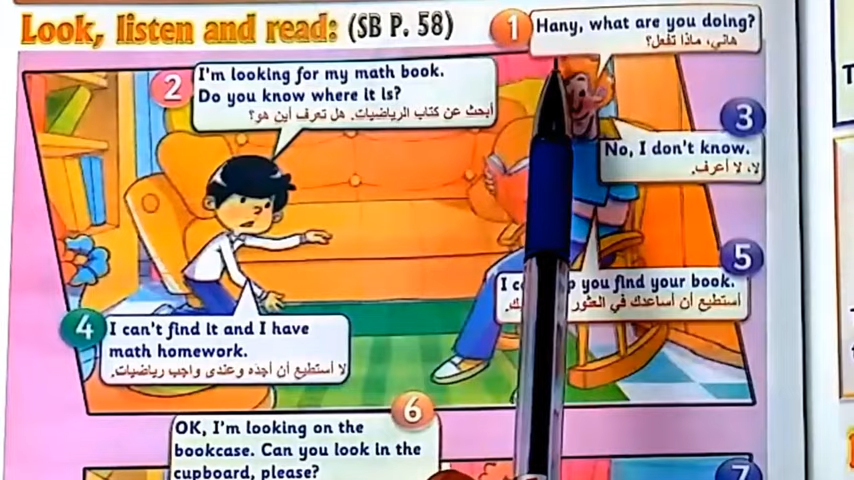 Look, listen and read: (SB P. 58)
1
Hany, what are you doing?
هاني، ماذا تفعل؟
2
I'm looking for my math book.
Do you know where it is?
أبحث عن كتاب الرياضيات. هل تعرف أين هو؟
3
No, I don't know.
لا، لا أعرف.
4
I can't find it and I have
math homework.
لا أستطيع أن أجده وعندى واجب رياضيات.
5
you find your book.
أستطيع أن أساعدك في العثور
6
OK, I'm looking on the
bookcase. Can you look in the
cupboard, please?
7